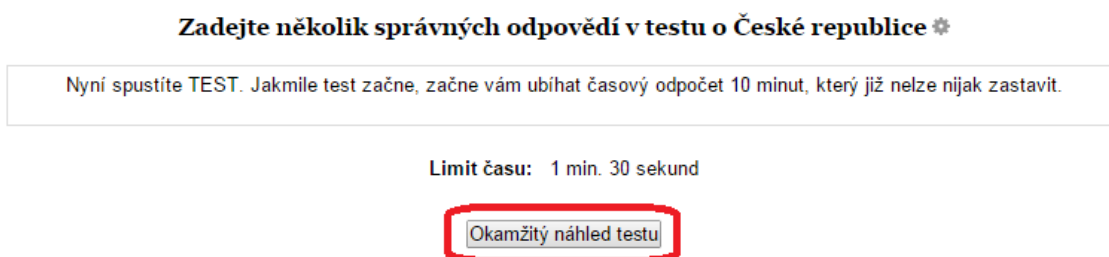 Zadejte několik správných odpovědí v testu o České republice
Nyní spustíte TEST. Jakmile test začne, začne vám ubíhat časový odpočet 10 minut, který již nelze nijak zastavit.
Limit času: 1 min. 30 sekund
Okamžitý náhled testu